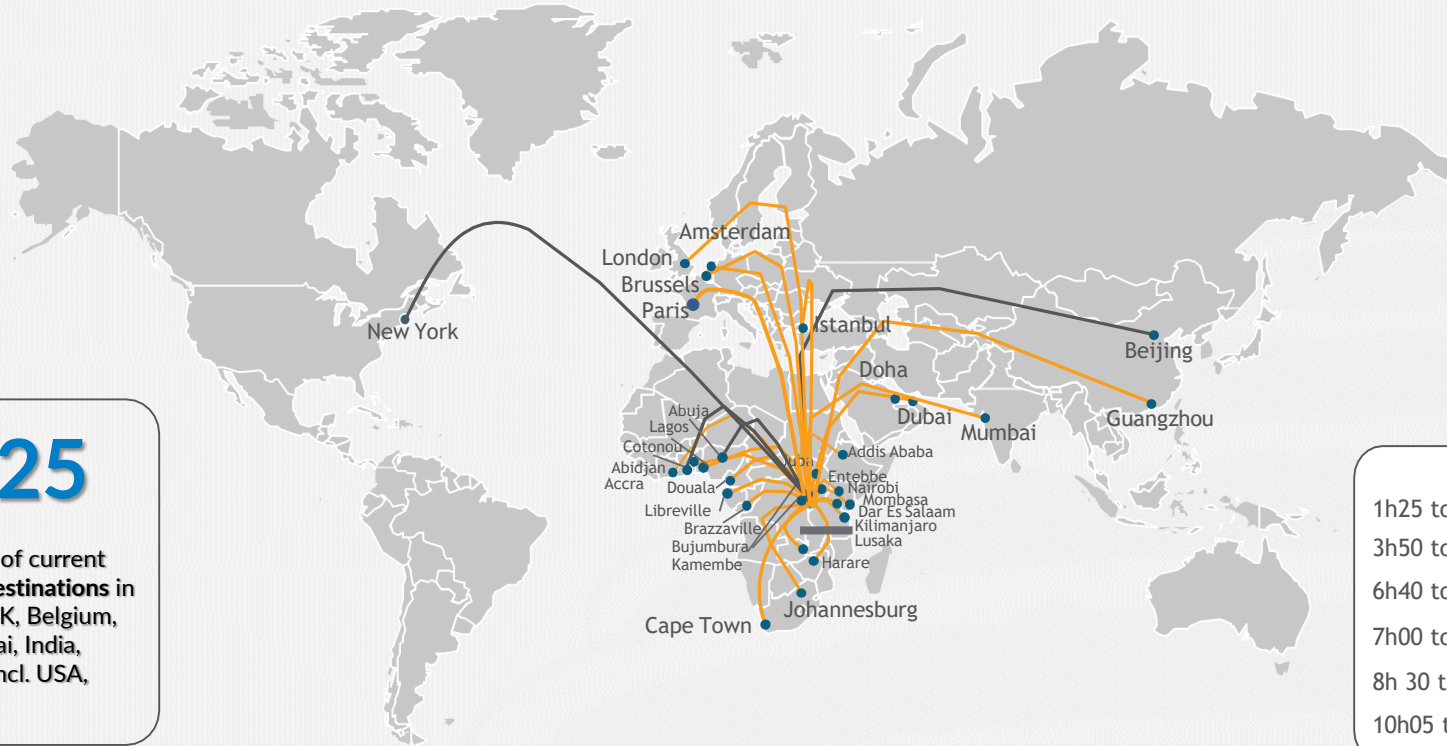 Amsterdam
London
Brussels
Paris
Istanbul
New York
Beijing
Doha
Dubai
Mumbai
Guangzhou
Abuja
Lagos
Cotonou
Abidjan
Accra
Douala
Libreville
Brazzaville
Bujumbura
Kamembe
Juba
Addis Ababa
Entebbe
Nairobi
Mombasa
Dar Es Salaam
Kilimanjaro
Lusaka
Harare
Johannesburg
Cape Town
25
of current
estinations in
K, Belgium,
ai, India,
ncl. USA,
1h25 to
3h50 to
6h40 to
7h00 to
8h 30 t
10h05 t